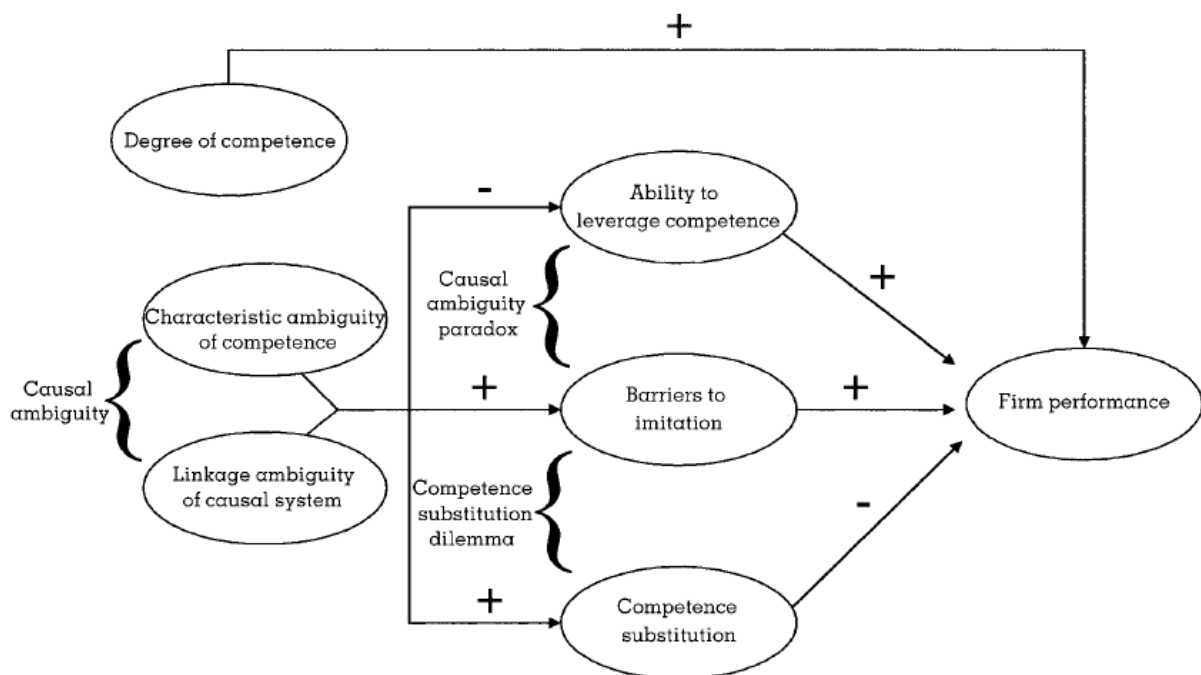 +
Degree of competence
-
Ability to
leverage competence
+
Causal
ambiguity
paradox
Characteristic ambiguity
of competence
Causal
ambiguity
+
Barriers to
imitation
+
Firm performance
Linkage ambiguity
of causal system
Competence
substitution
dilemma
-
+
Competence
substitution